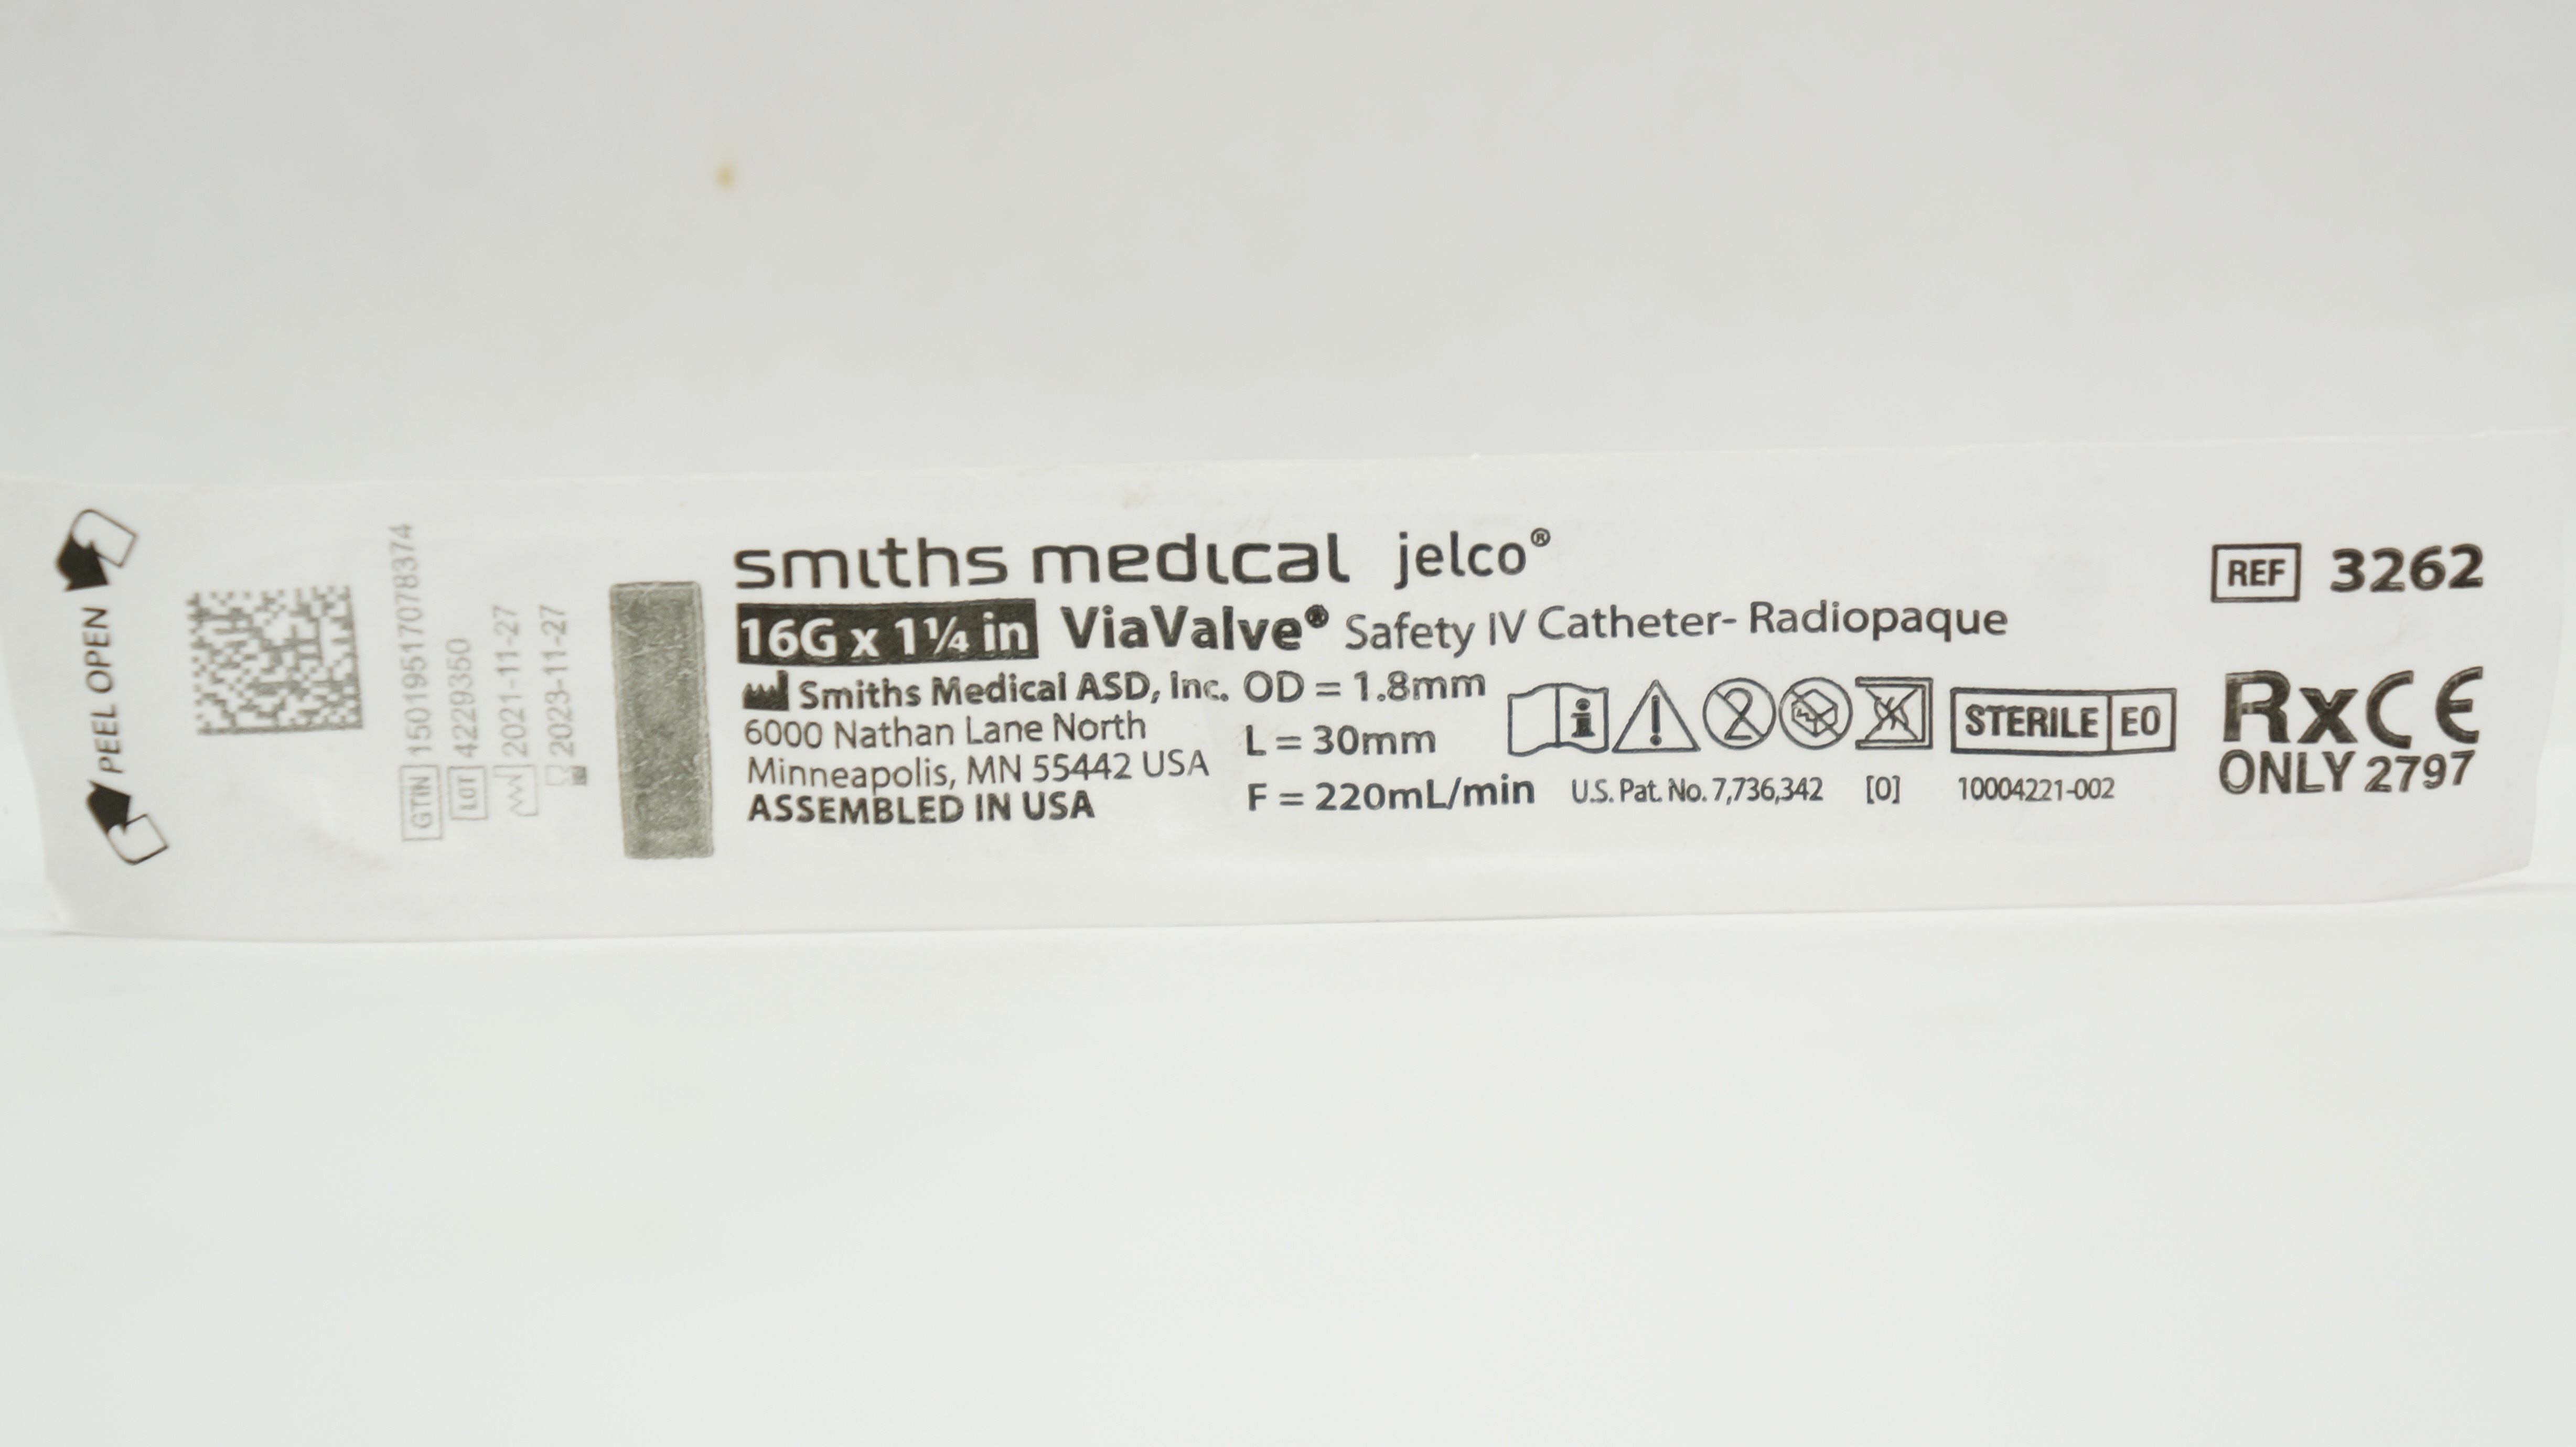 PEEL OPEN
GTIN 15019517078374
LOT 4229350
2021-11-27
2023-11-27
smiths medical jelco®
16G x 1¼ in ViaValve® Safety IV Catheter- Radiopaque
Smiths Medical ASD, Inc. OD = 1.8mm
6000 Nathan Lane North
L = 30mm
Minneapolis, MN 55442 USA
ASSEMBLED IN USA
F = 220mL/min
i ! 2
STERILE EO
U.S. Pat. No. 7,736,342 [0] 10004221-002
REF 3262
Rx CE
ONLY 2797